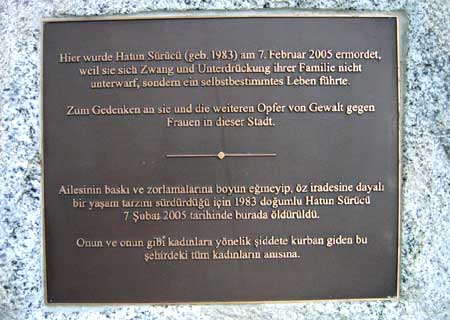 Hier wurde Hatun Sürücü (geb. 1983) am 7. Februar 2005 ermordet,
weil sie sich Zwang und Unterdrückung ihrer Familie nicht
unterwarf, sondern ein selbstbestimmtes Leben führte.
Zum Gedenken an sie und die weiteren Opfer von Gewalt gegen
Frauen in dieser Stadt.
Ailesinin baskı ve zorlamalarına boyun eğmeyip, öz iradesine dayalı
bir yaşam tarzını sürdürdüğü için 1983 doğumlu Hatun Sürücü
7 Şubat 2005 tarihinde burada öldürüldü.
Onun ve onun gibi kadınlara yönelik şiddete kurban giden bu
şehirdeki tüm kadınların anısına.